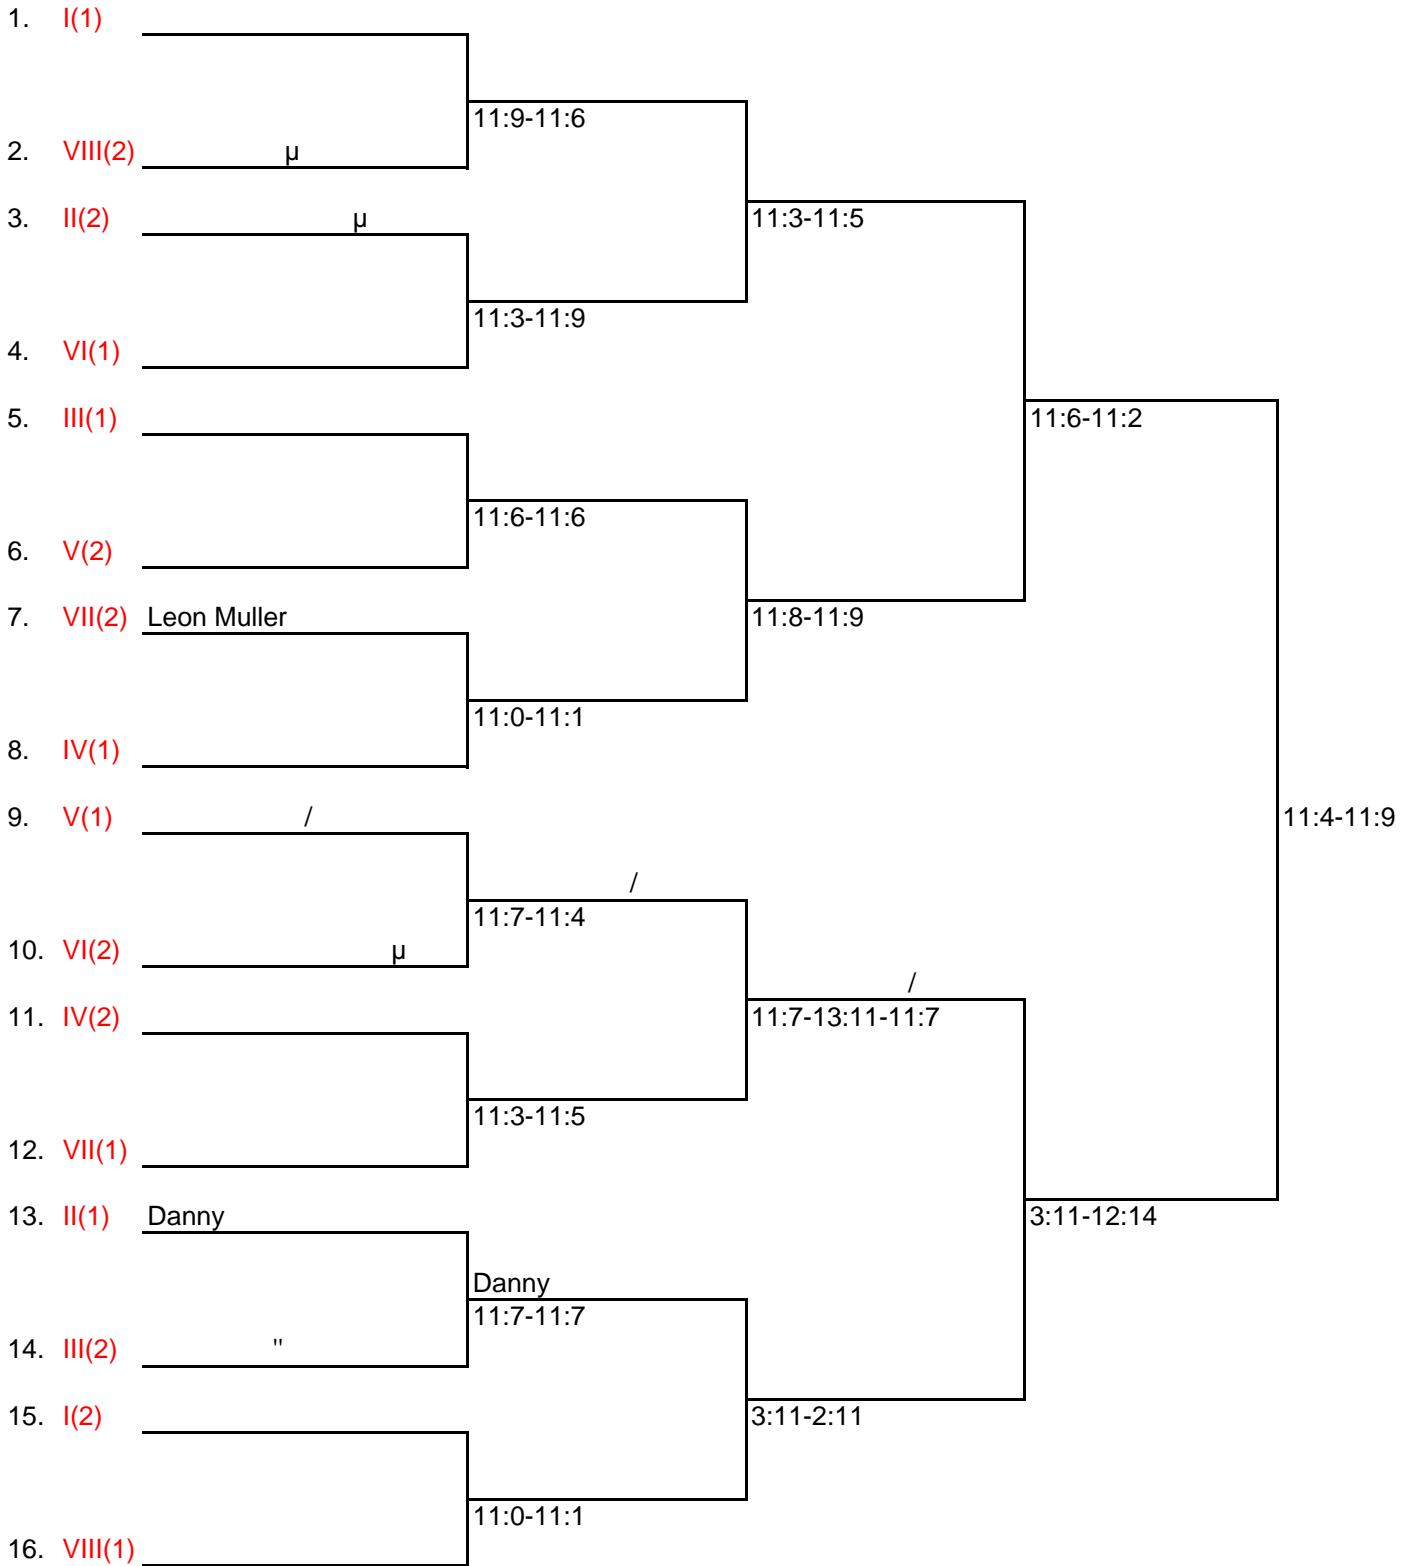 1. I(1)
11:9-11:6
2. VIII(2) µ
3. II(2) µ
11:3-11:5
11:3-11:9
4. VI(1)
5. III(1)
11:6-11:2
11:6-11:6
6. V(2)
7. VII(2) Leon Muller
11:8-11:9
11:0-11:1
8. IV(1)
9. V(1) /
11:4-11:9
/
11:7-11:4
10. VI(2) µ
/
11. IV(2)
11:7-13:11-11:7
11:3-11:5
12. VII(1)
13. II(1) Danny
3:11-12:14
Danny
11:7-11:7
14. III(2) "
15. I(2)
3:11-2:11
11:0-11:1
16. VIII(1)